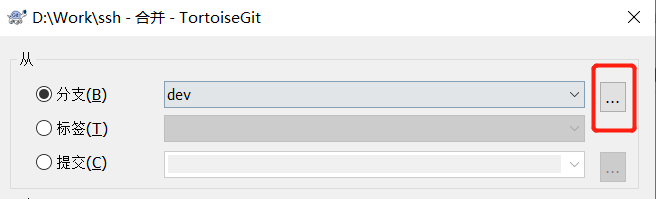 D:\Work\ssh - 合并 - TortoiseGit
从
分支(B)
dev
...
标签(T)
提交(C)
...